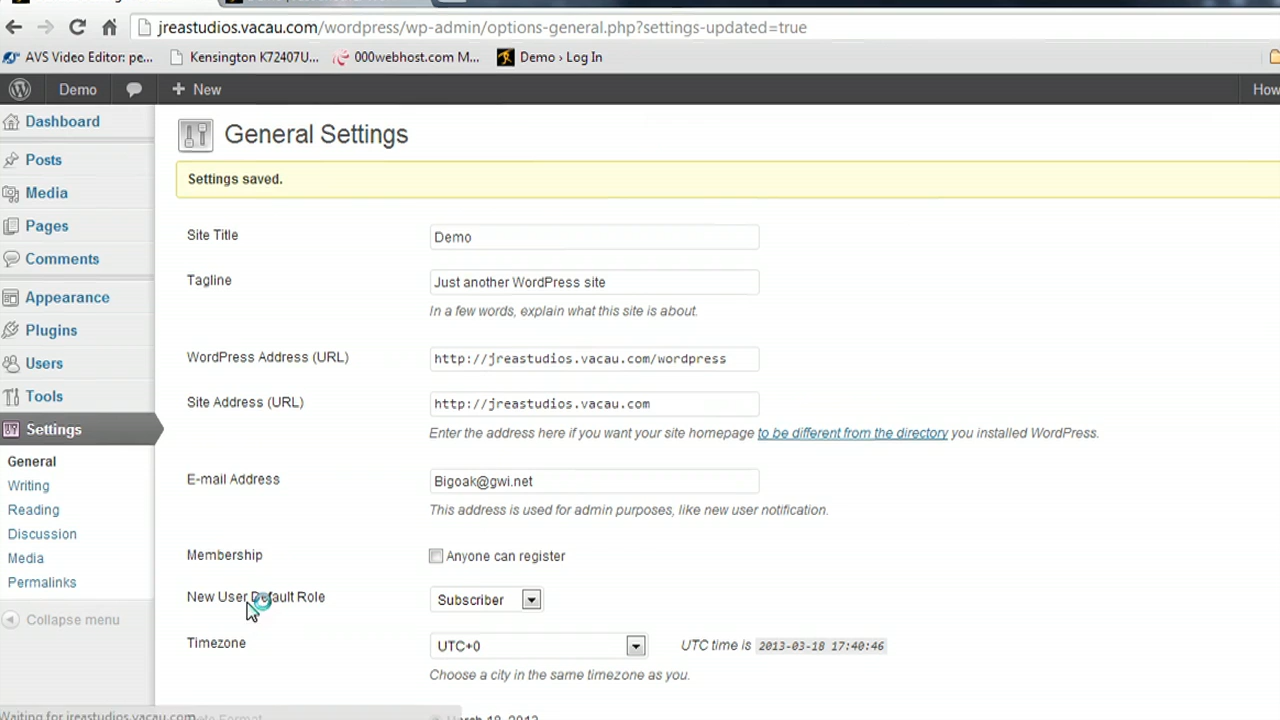 jreastudios.vacau.com/wordpress/wp-admin/options-general.php?settings-updated=true
AVS Video Editor: pe... Kensington K72407U... 000webhost.com M... Demo › Log In
Demo + New How
Dashboard
Posts
Media
Pages
Comments
Appearance
Plugins
Users
Tools
Settings
General
Writing
Reading
Discussion
Media
Permalinks
Collapse menu
General Settings
Settings saved.
Site Title Demo
Tagline Just another WordPress site
In a few words, explain what this site is about.
WordPress Address (URL) http://jreastudios.vacau.com/wordpress
Site Address (URL) http://jreastudios.vacau.com
Enter the address here if you want your site homepage to be different from the directory you installed WordPress.
E-mail Address Bigoak@gwi.net
This address is used for admin purposes, like new user notification.
Membership Anyone can register
New User Default Role Subscriber
Timezone UTC+0 UTC time is 2013-03-18 17:40:46
Choose a city in the same timezone as you.
March 18, 2013
Waiting for jreastudios.vacau.com